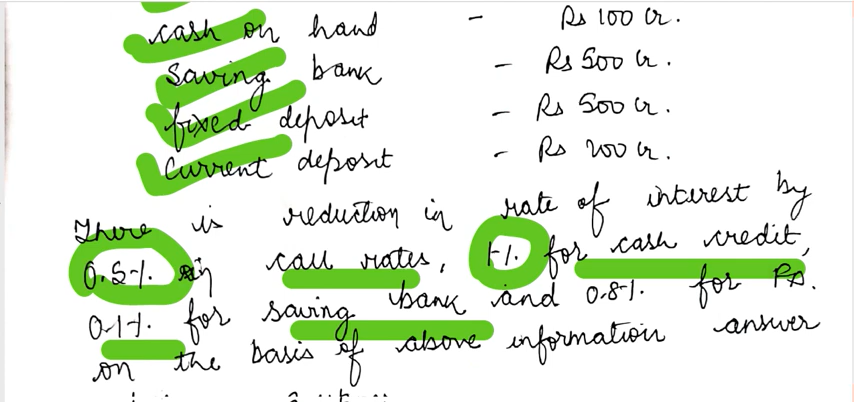 cash on hand - Rs 100 cr.
Saving bank - Rs 500 cr.
fixed deposit - Rs 500 cr.
Current deposit - Rs 200 cr.
There is reduction in rate of interest by
0.5% in call rates, 1% for cash credit,
0.1% for saving bank and 0.8% for Rs.
on the basis of above information answer